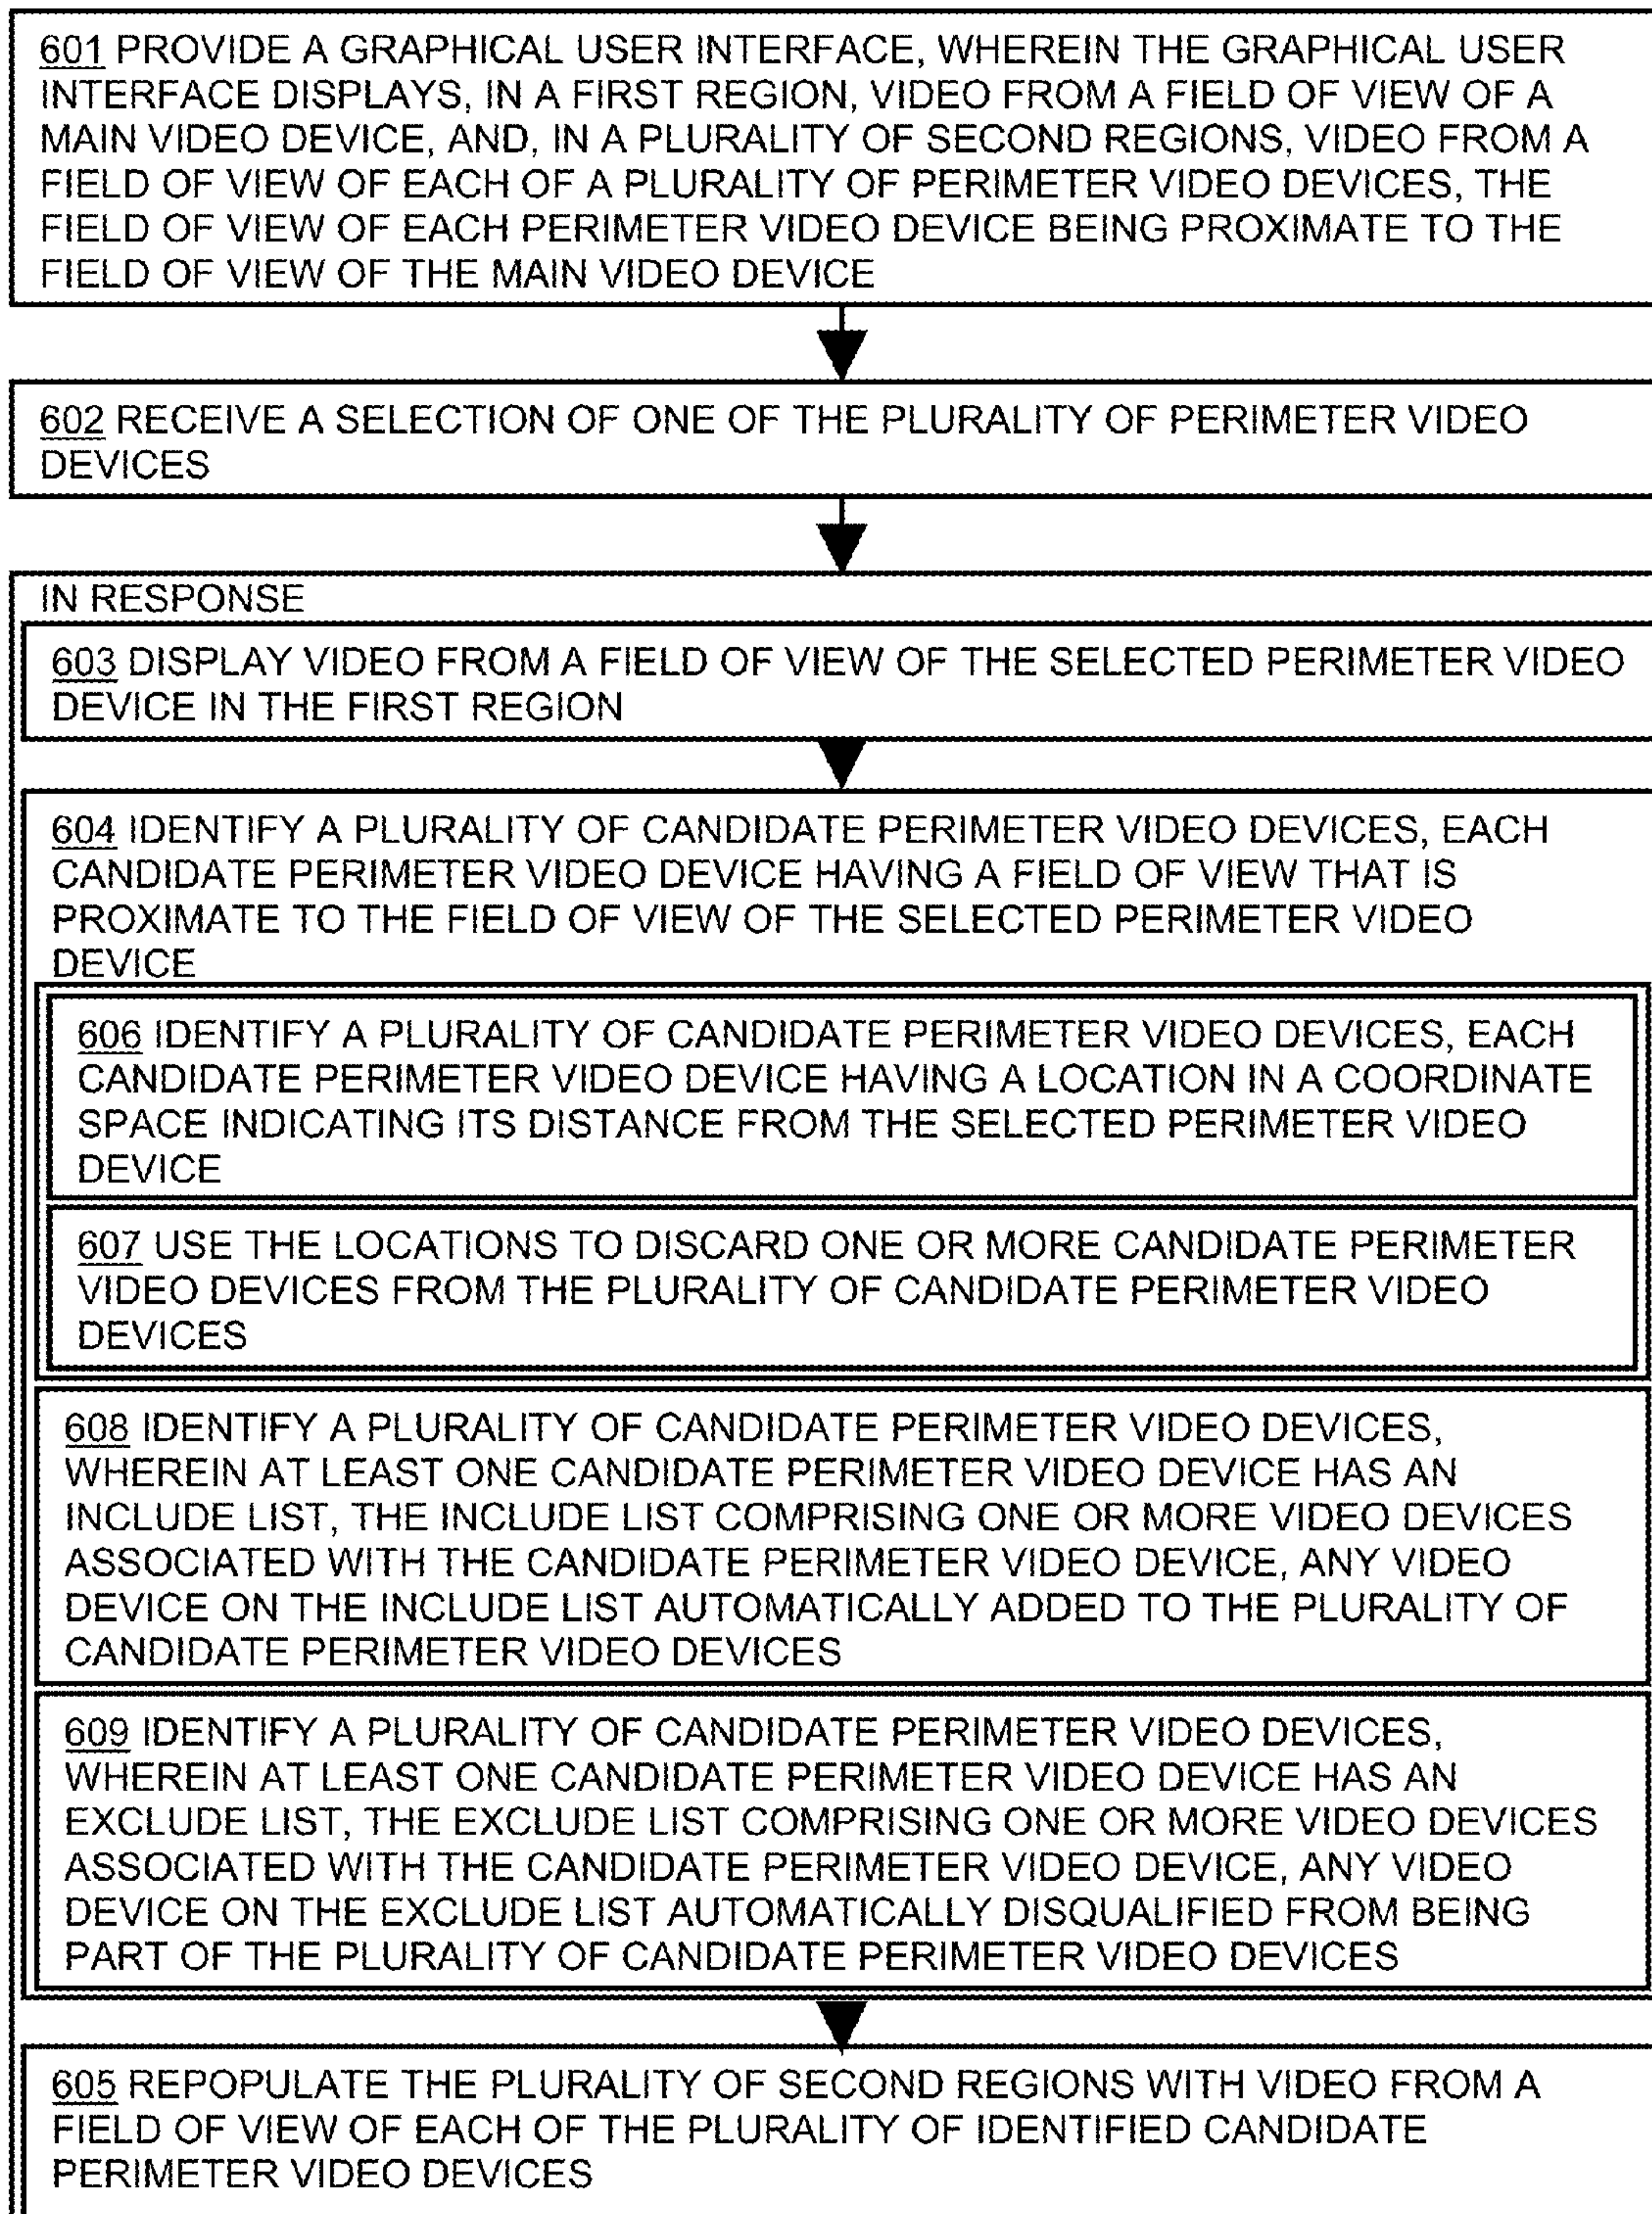 601 PROVIDE A GRAPHICAL USER INTERFACE, WHEREIN THE GRAPHICAL USER
INTERFACE DISPLAYS, IN A FIRST REGION, VIDEO FROM A FIELD OF VIEW OF A
MAIN VIDEO DEVICE, AND, IN A PLURALITY OF SECOND REGIONS, VIDEO FROM A
FIELD OF VIEW OF EACH OF A PLURALITY OF PERIMETER VIDEO DEVICES, THE
FIELD OF VIEW OF EACH PERIMETER VIDEO DEVICE BEING PROXIMATE TO THE
FIELD OF VIEW OF THE MAIN VIDEO DEVICE
602 RECEIVE A SELECTION OF ONE OF THE PLURALITY OF PERIMETER VIDEO
DEVICES
IN RESPONSE
603 DISPLAY VIDEO FROM A FIELD OF VIEW OF THE SELECTED PERIMETER VIDEO
DEVICE IN THE FIRST REGION
604 IDENTIFY A PLURALITY OF CANDIDATE PERIMETER VIDEO DEVICES, EACH
CANDIDATE PERIMETER VIDEO DEVICE HAVING A FIELD OF VIEW THAT IS
PROXIMATE TO THE FIELD OF VIEW OF THE SELECTED PERIMETER VIDEO
DEVICE
606 IDENTIFY A PLURALITY OF CANDIDATE PERIMETER VIDEO DEVICES, EACH
CANDIDATE PERIMETER VIDEO DEVICE HAVING A LOCATION IN A COORDINATE
SPACE INDICATING ITS DISTANCE FROM THE SELECTED PERIMETER VIDEO
DEVICE
607 USE THE LOCATIONS TO DISCARD ONE OR MORE CANDIDATE PERIMETER
VIDEO DEVICES FROM THE PLURALITY OF CANDIDATE PERIMETER VIDEO
DEVICES
608 IDENTIFY A PLURALITY OF CANDIDATE PERIMETER VIDEO DEVICES,
WHEREIN AT LEAST ONE CANDIDATE PERIMETER VIDEO DEVICE HAS AN
INCLUDE LIST, THE INCLUDE LIST COMPRISING ONE OR MORE VIDEO DEVICES
ASSOCIATED WITH THE CANDIDATE PERIMETER VIDEO DEVICE, ANY VIDEO
DEVICE ON THE INCLUDE LIST AUTOMATICALLY ADDED TO THE PLURALITY OF
CANDIDATE PERIMETER VIDEO DEVICES
609 IDENTIFY A PLURALITY OF CANDIDATE PERIMETER VIDEO DEVICES,
WHEREIN AT LEAST ONE CANDIDATE PERIMETER VIDEO DEVICE HAS AN
EXCLUDE LIST, THE EXCLUDE LIST COMPRISING ONE OR MORE VIDEO DEVICES
ASSOCIATED WITH THE CANDIDATE PERIMETER VIDEO DEVICE, ANY VIDEO
DEVICE ON THE EXCLUDE LIST AUTOMATICALLY DISQUALIFIED FROM BEING
PART OF THE PLURALITY OF CANDIDATE PERIMETER VIDEO DEVICES
605 REPOPULATE THE PLURALITY OF SECOND REGIONS WITH VIDEO FROM A
FIELD OF VIEW OF EACH OF THE PLURALITY OF IDENTIFIED CANDIDATE
PERIMETER VIDEO DEVICES